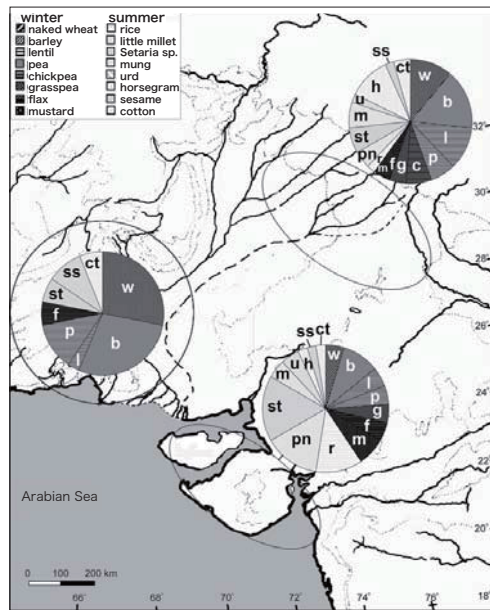 winter summer
naked wheat rice
barley little millet
lentil Setaria sp.
pea mung
chickpea urd
grasspea horsegram
flax sesame
mustard cotton
ss ct w b l p c g f m r pn st m u h
32°
30°
28°
26°
24°
22°
20°
ct w b l p f st ss
ss ct w b l p g f m r pn st m u h
Arabian Sea
0 100 200 km
66° 68° 70° 72° 74° 76° 78°
18°